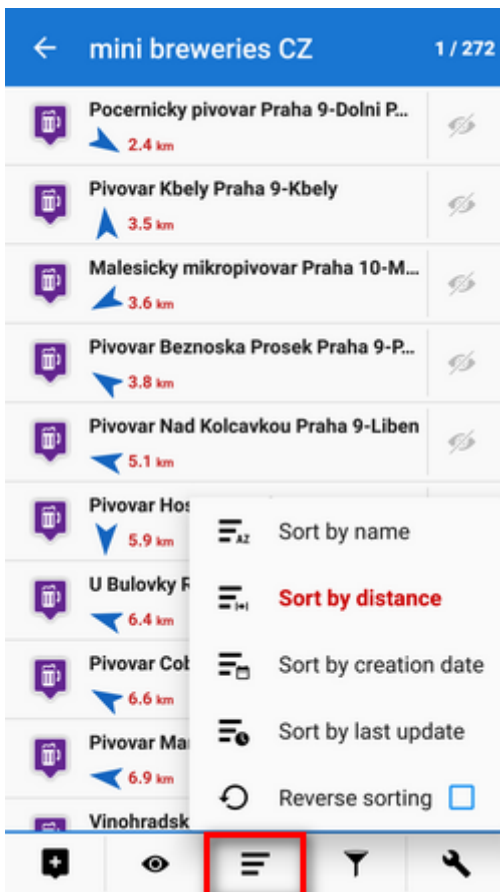 mini breweries CZ 1 / 272
Pocernicky pivovar Praha 9-Dolni P...
2.4 km
Pivovar Kbely Praha 9-Kbely
3.5 km
Malesicky mikropivovar Praha 10-M...
3.6 km
Pivovar Beznoska Prosek Praha 9-P...
3.8 km
Pivovar Nad Kolcavkou Praha 9-Liben
5.1 km
Pivovar Hos
5.9 km
U Bulovky
6.4 km
Pivovar Cob
6.6 km
Pivovar Ma
6.9 km
Vinohradsk
AZ Sort by name
Sort by distance
Sort by creation date
Sort by last update
Reverse sorting